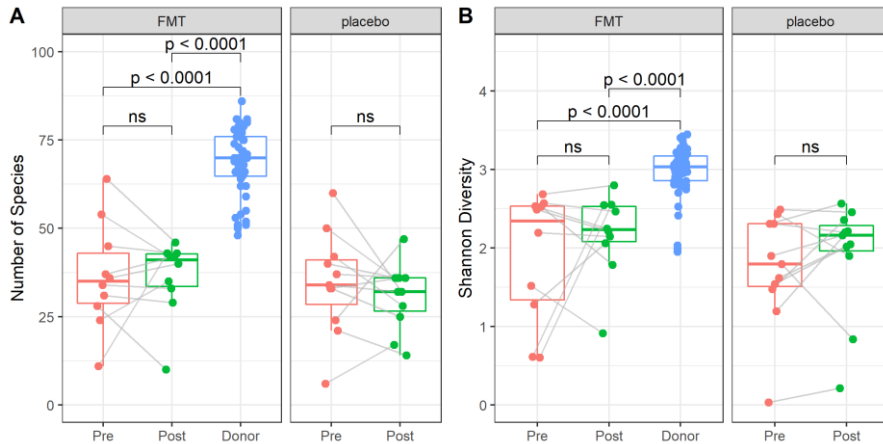 A
FMT
placebo
Number of Species
100
75
50
25
0
p < 0.0001
p < 0.0001
ns
ns
Pre
Post
Donor
Pre
Post
B
FMT
placebo
Shannon Diversity
4
3
2
1
0
p < 0.0001
p < 0.0001
ns
ns
Pre
Post
Donor
Pre
Post